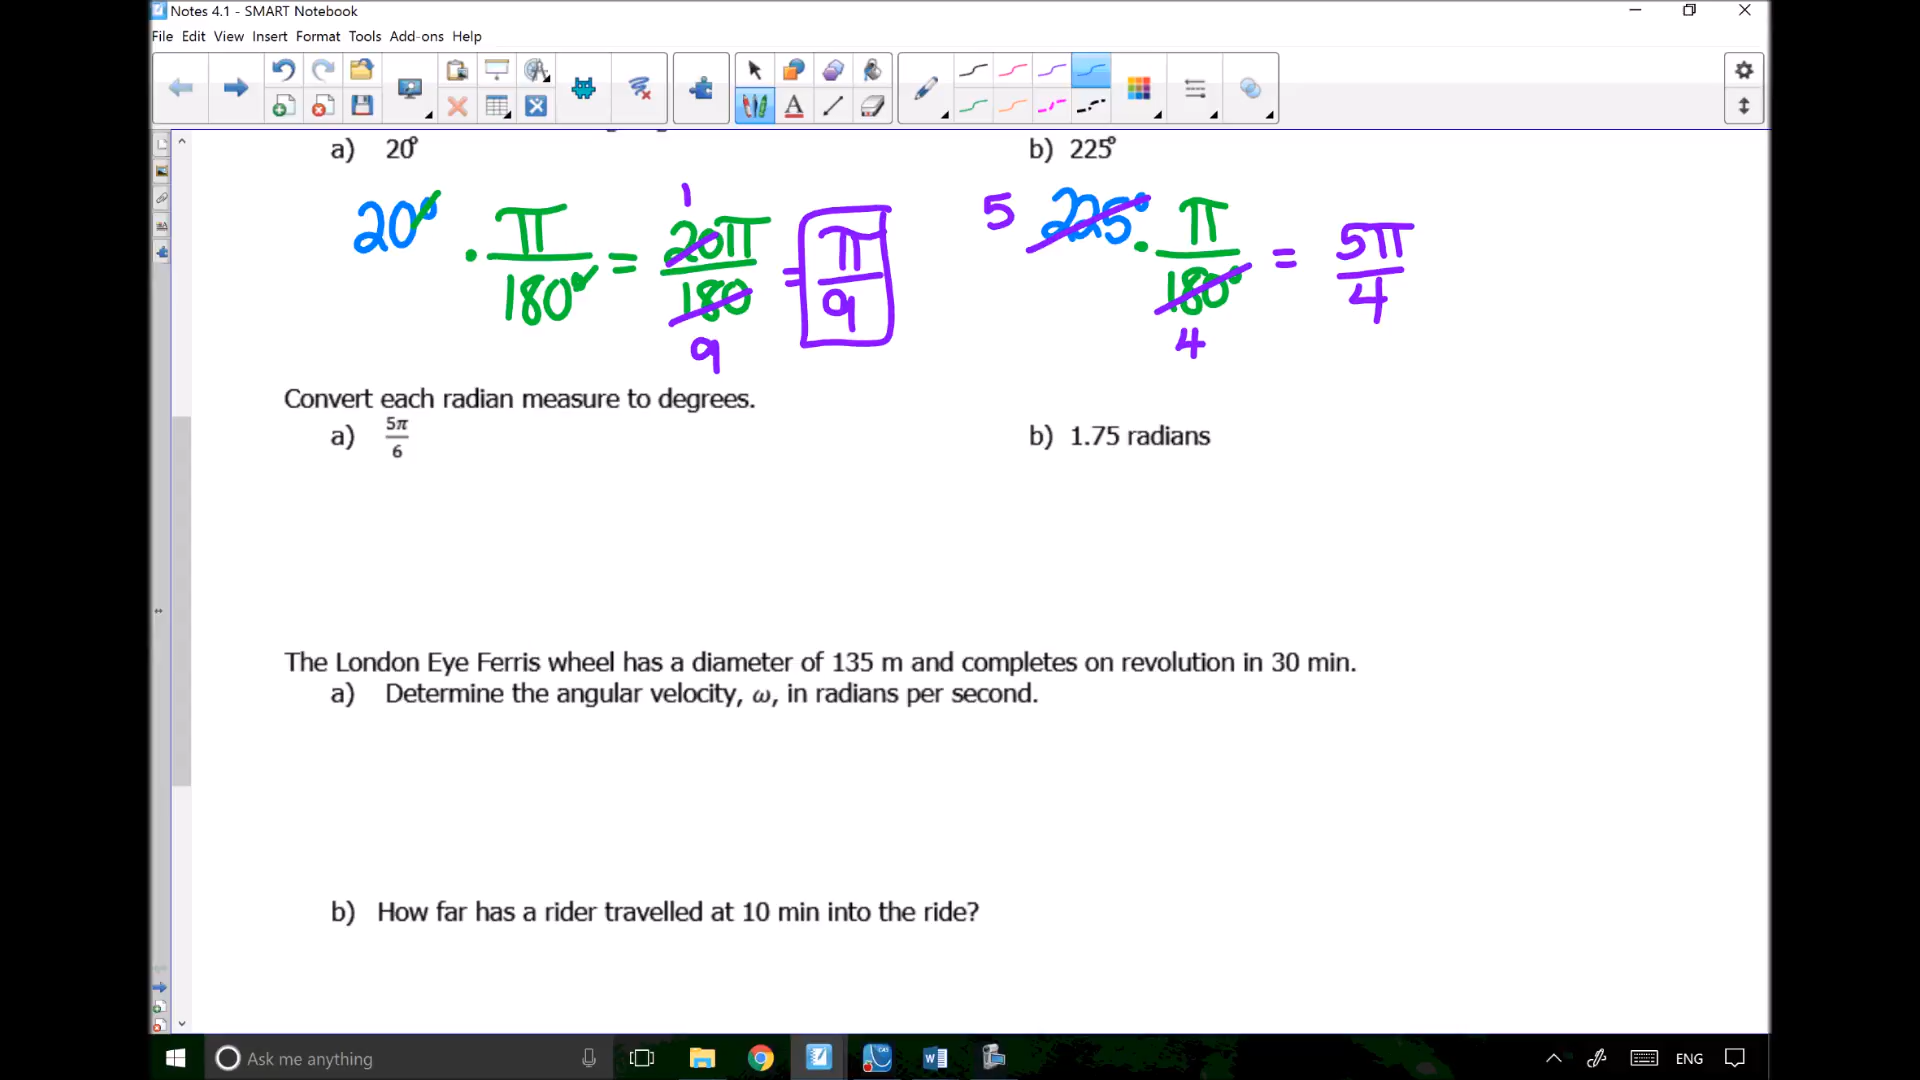 Notes 4.1 - SMART Notebook
File Edit View Insert Format Tools Add-ons Help
a) 20° b) 225°
20° · π/180° = 20π/180 = π/9 5 225° · π/180° = 5π/4
1
9 4
Convert each radian measure to degrees.
a) 5π/6 b) 1.75 radians
The London Eye Ferris wheel has a diameter of 135 m and completes on revolution in 30 min.
a) Determine the angular velocity, ω, in radians per second.
b) How far has a rider travelled at 10 min into the ride?
Ask me anything ENG